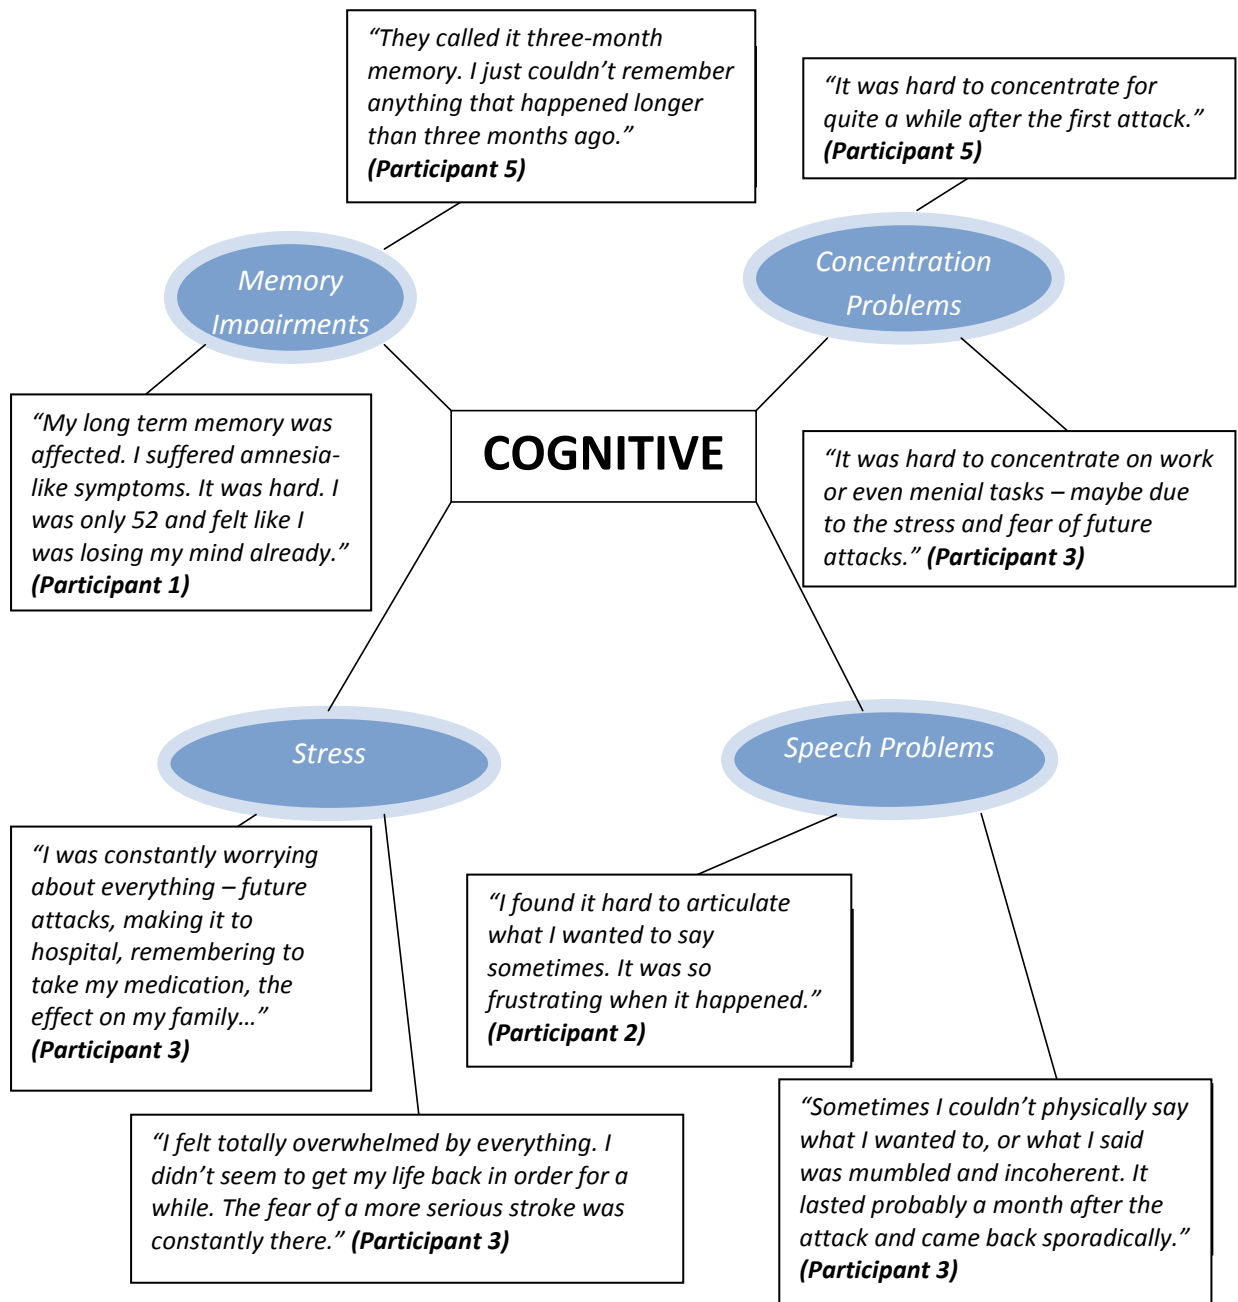 “They called it three-month
memory. I just couldn’t remember
anything that happened longer
than three months ago.”
(Participant 5)
“It was hard to concentrate for
quite a while after the first attack.”
(Participant 5)
Memory
Impairments
Concentration
Problems
COGNITIVE
“My long term memory was
affected. I suffered amnesia-
like symptoms. It was hard. I
was only 52 and felt like I
was losing my mind already.”
(Participant 1)
“It was hard to concentrate on work
or even menial tasks – maybe due
to the stress and fear of future
attacks.” (Participant 3)
Stress
Speech Problems
“I was constantly worrying
about everything – future
attacks, making it to
hospital, remembering to
take my medication, the
effect on my family…”
(Participant 3)
“I found it hard to articulate
what I wanted to say
sometimes. It was so
frustrating when it happened.”
(Participant 2)
“I felt totally overwhelmed by everything. I
didn’t seem to get my life back in order for a
while. The fear of a more serious stroke was
constantly there.” (Participant 3)
“Sometimes I couldn’t physically say
what I wanted to, or what I said
was mumbled and incoherent. It
lasted probably a month after the
attack and came back sporadically.”
(Participant 3)